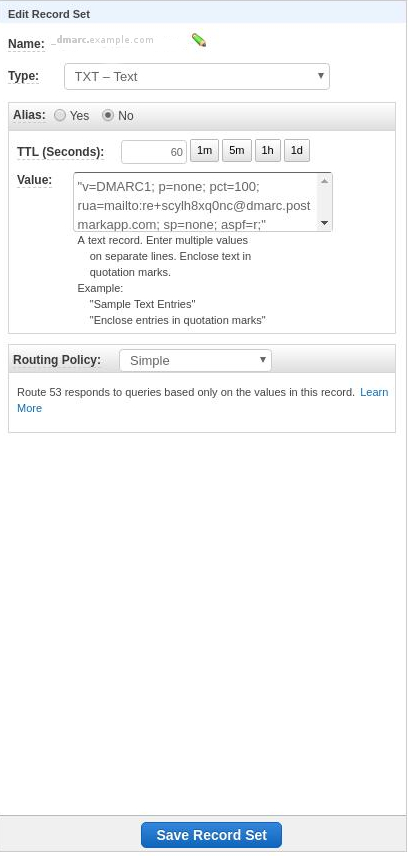 Edit Record Set
Name: _dmarc.example.com
Type: TXT – Text
Alias: Yes No
TTL (Seconds): 60 1m 5m 1h 1d
Value: "v=DMARC1; p=none; pct=100;
rua=mailto:re+scylh8xq0nc@dmarc.post
markapp.com; sp=none; aspf=r;"
A text record. Enter multiple values
on separate lines. Enclose text in
quotation marks.
Example:
"Sample Text Entries"
"Enclose entries in quotation marks"
Routing Policy: Simple
Route 53 responds to queries based only on the values in this record. Learn
More
Save Record Set